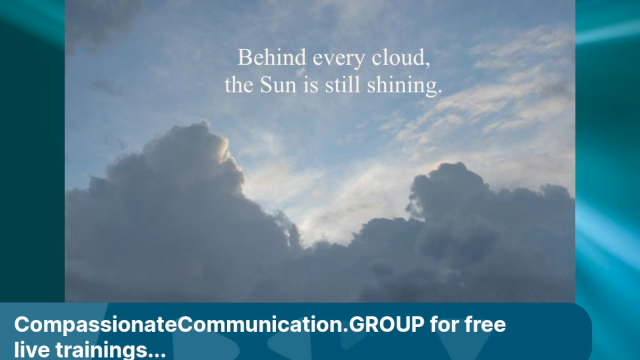 Behind every cloud,
the Sun is still shining.
CompassionateCommunication.GROUP for free
live trainings...